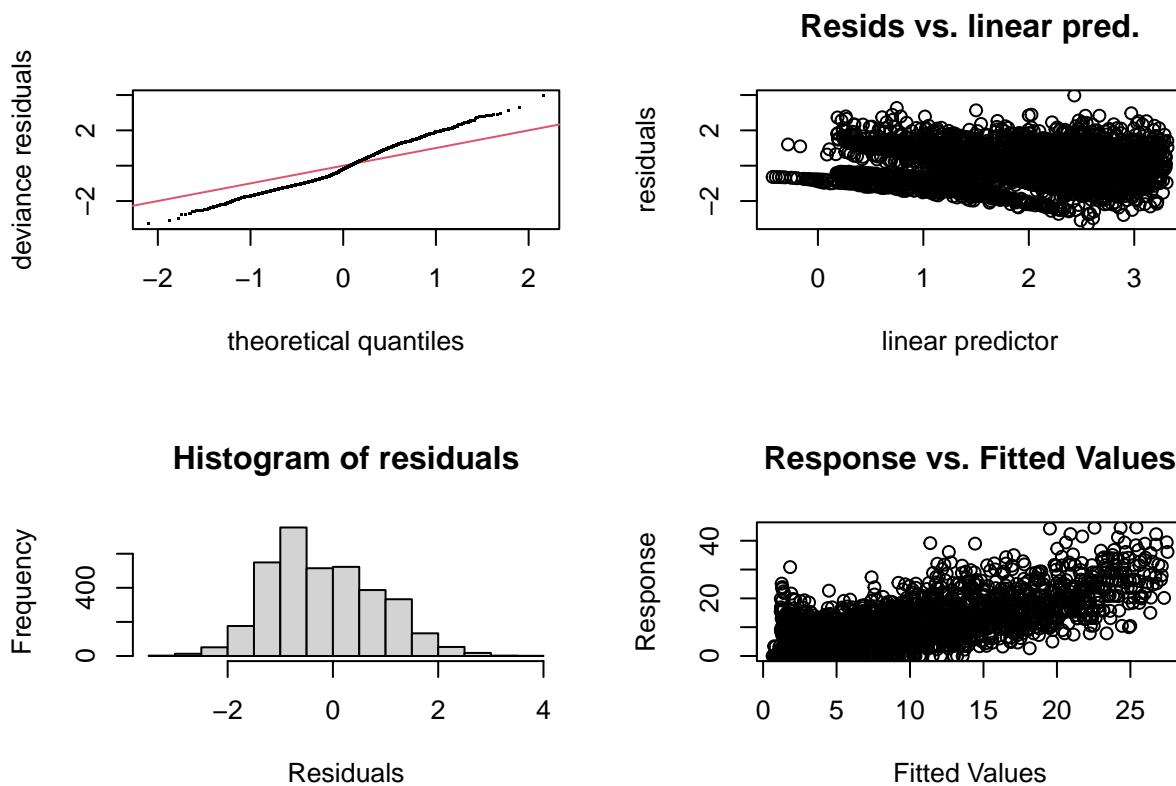 deviance residuals
2
−2
−2 −1 0 1 2
theoretical quantiles
Resids vs. linear pred.
residuals
2
−2
0 1 2 3
linear predictor
Histogram of residuals
Frequency
400
0
−2 0 2 4
Residuals
Response vs. Fitted Values
Response
40
20
0
0 5 10 15 20 25
Fitted Values